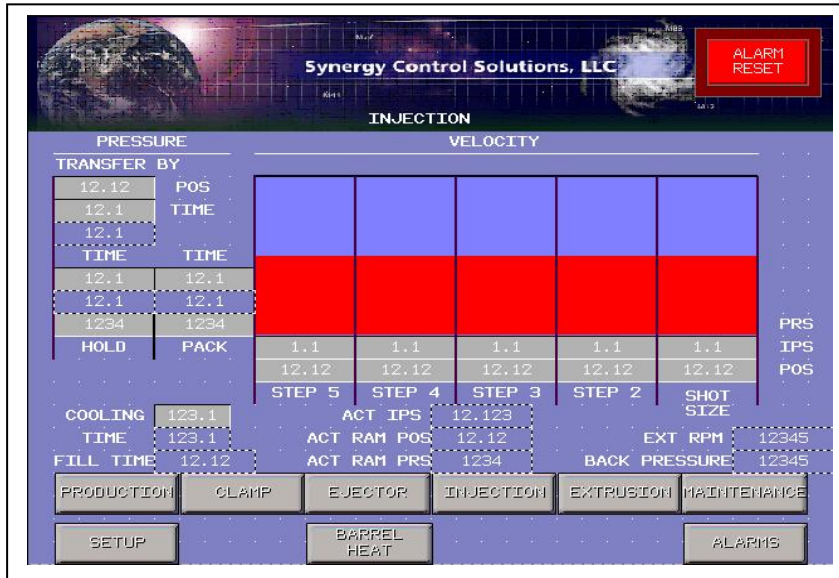 Synergy Control Solutions, LLC
ALARM
RESET
INJECTION
PRESSURE
VELOCITY
TRANSFER BY
12.12 POS
12.1 TIME
12.1
TIME TIME
12.1 12.1
12.1 12.1
1234 1234 PRS
HOLD PACK 1.1 1.1 1.1 1.1 1.1 IPS
12.12 12.12 12.12 12.12 12.12 POS
STEP 5 STEP 4 STEP 3 STEP 2 SHOT
SIZE
COOLING 123.1 ACT IPS 12.123
TIME 123.1 ACT RAM POS 12.12 EXT RPM 12345
FILL TIME 12.12 ACT RAM PRS 1234 BACK PRESSURE 12345
PRODUCTION CLAMP EJECTOR INJECTION EXTRUSION MAINTENANCE
SETUP BARREL
HEAT ALARMS